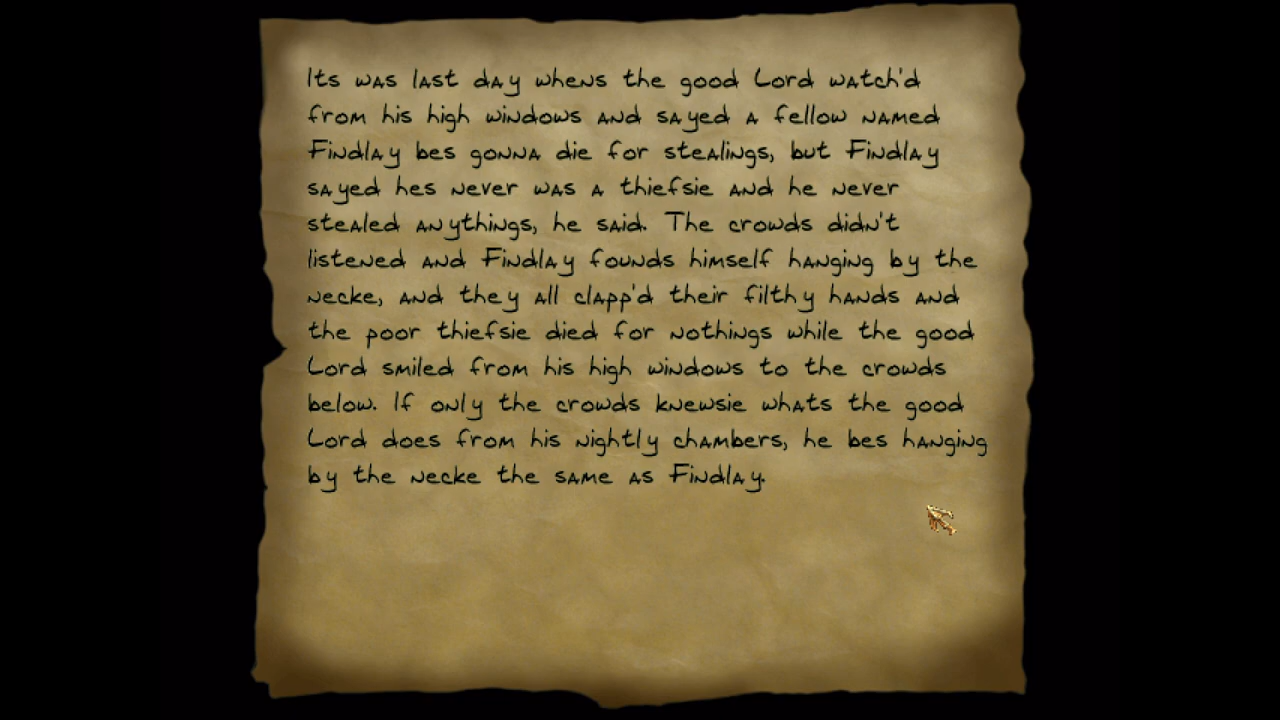 Its was last day whens the good Lord watch'd
from his high windows and sayed a fellow named
Findlay bes gonna die for stealings, but Findlay
sayed hes never was a thiefsie and he never
stealed anythings, he said. The crowds didn't
listened and Findlay founds himself hanging by the
necke, and they all clapp'd their filthy hands and
the poor thiefsie died for nothings while the good
Lord smiled from his high windows to the crowds
below. If only the crowds knewsie whats the good
Lord does from his nightly chambers, he bes hanging
by the necke the same as Findlay.